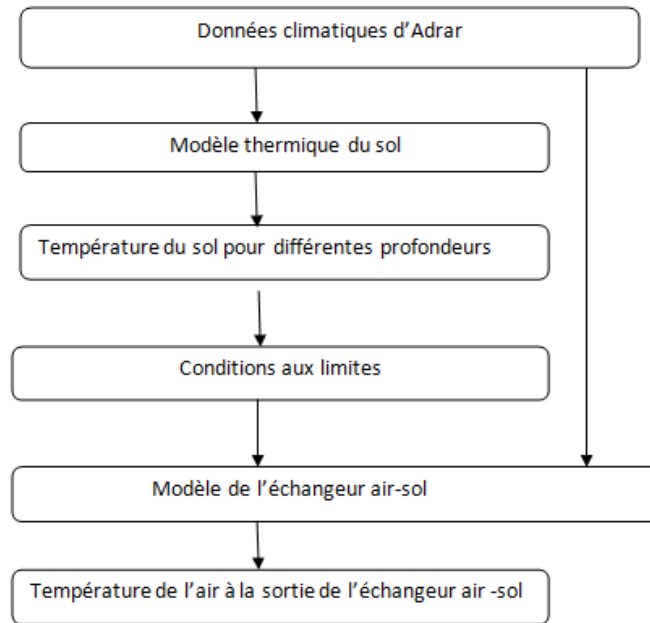 Données climatiques d'Adrar
Modèle thermique du sol
Température du sol pour différentes profondeurs
Conditions aux limites
Modèle de l'échangeur air-sol
Température de l'air à la sortie de l'échangeur air -sol